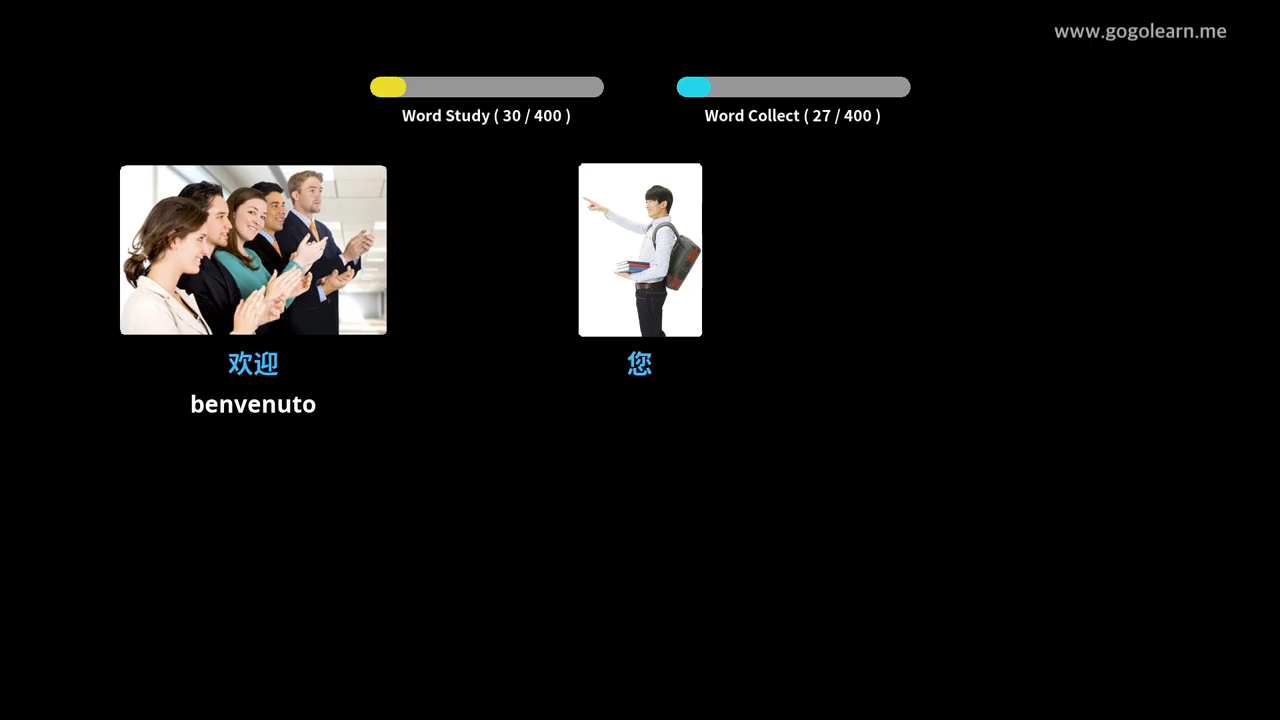 www.gogolearn.me
Word Study ( 30 / 400 )
Word Collect ( 27 / 400 )
欢迎
您
benvenuto